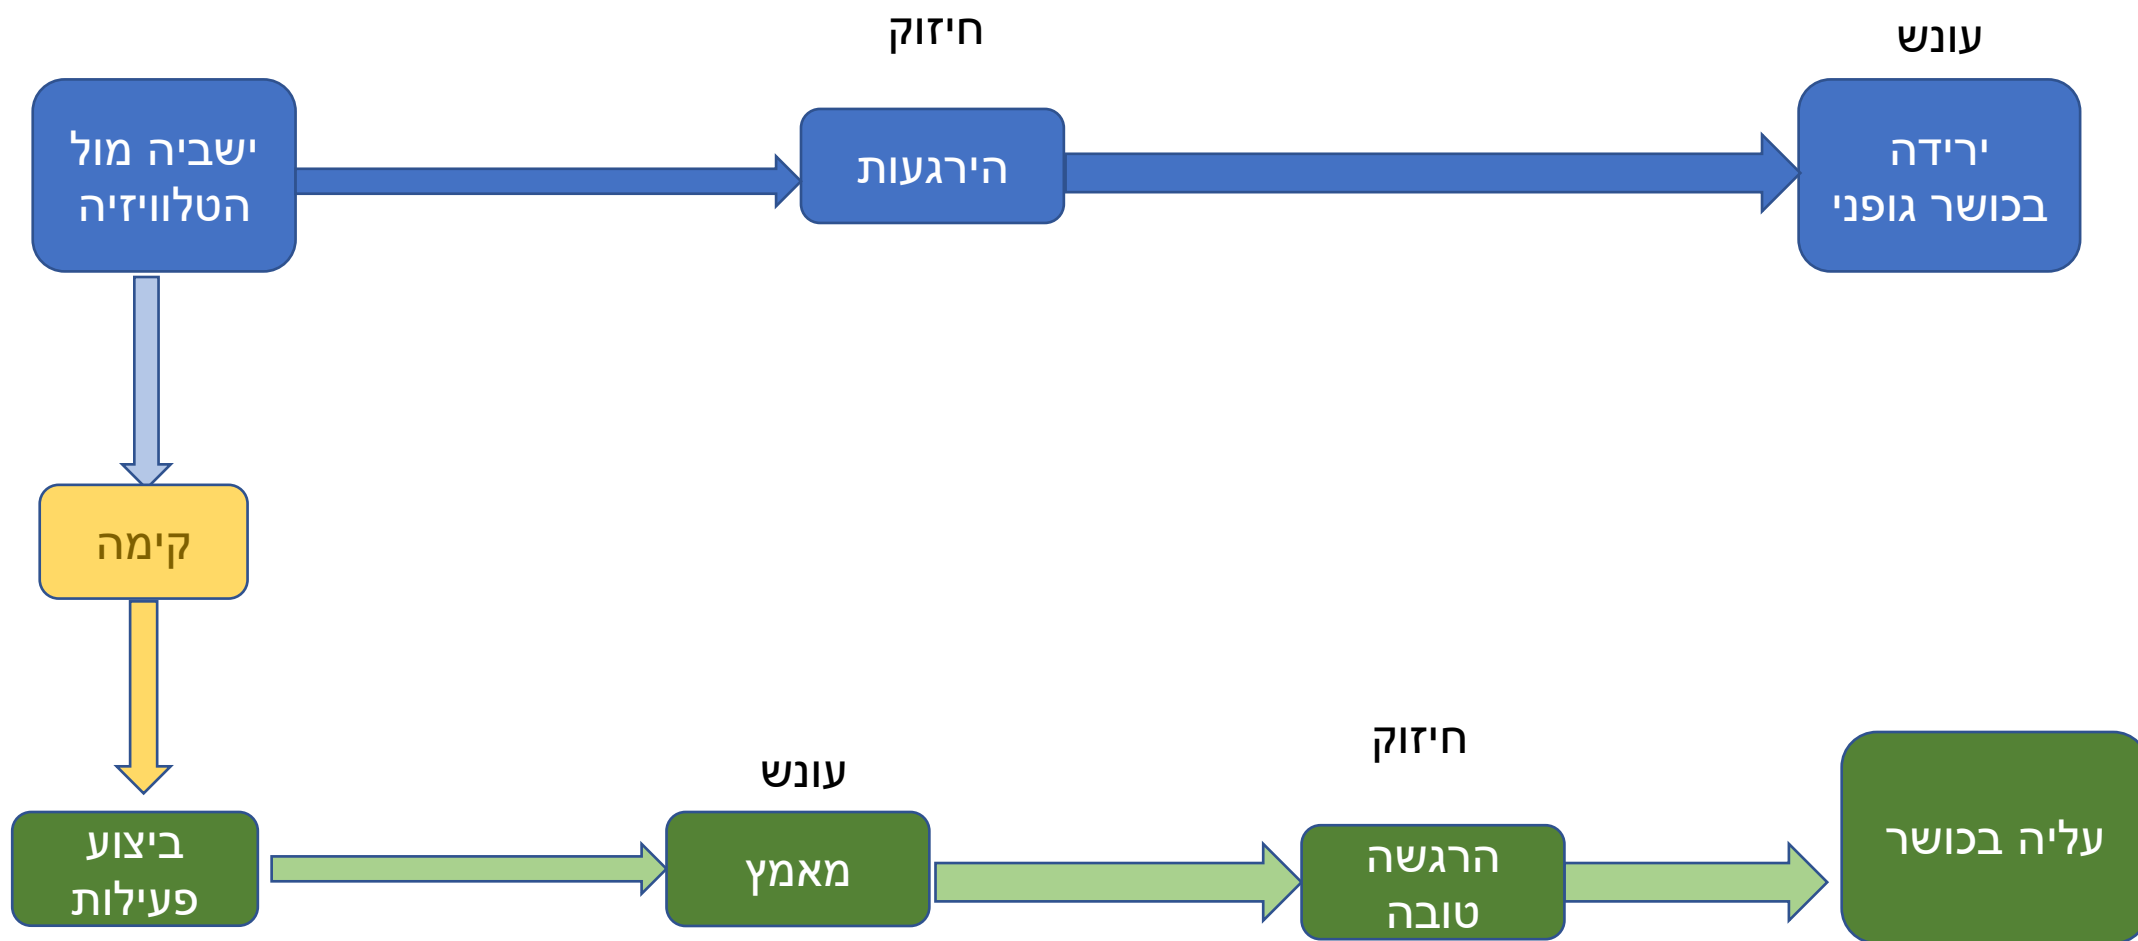 חיזוק
עונש
ישביה מול
הטלוויזיה
הירגעות
ירידה
בכושר גופני
קימה
עונש
חיזוק
ביצוע
פעילות
מאמץ
הרגשה
טובה
עליה בכושר